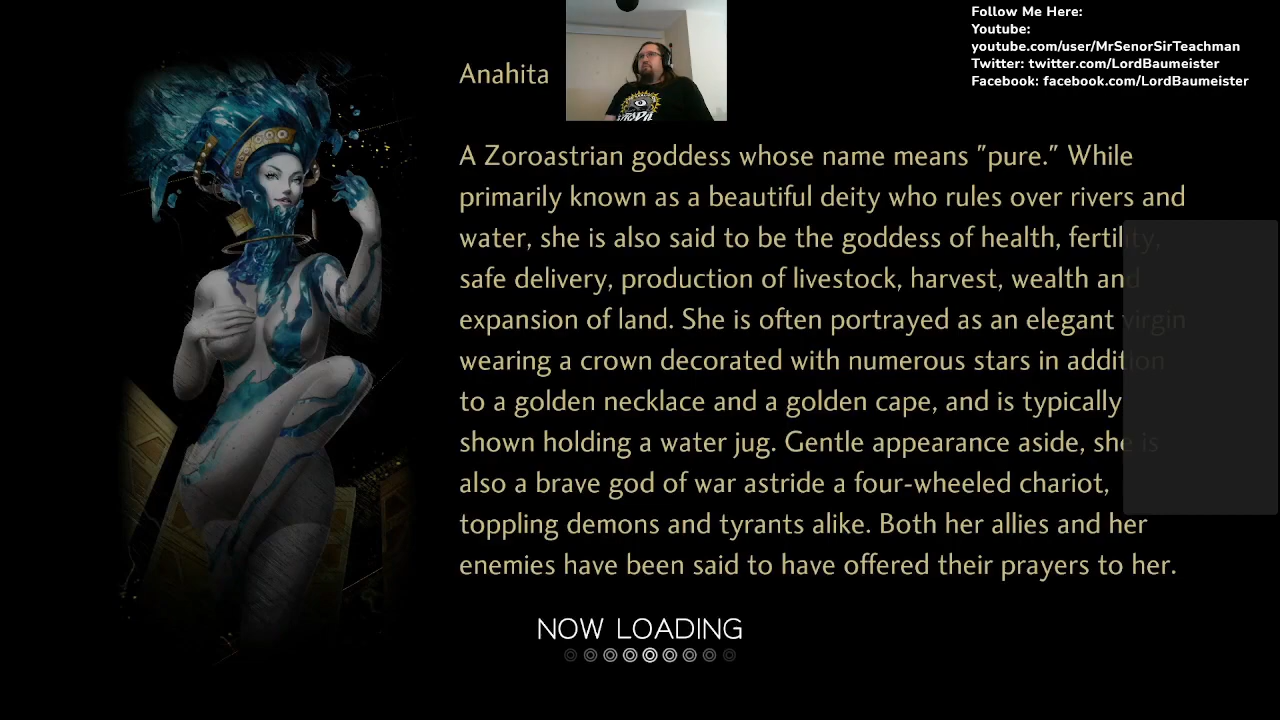 Follow Me Here:
Youtube:
youtube.com/user/MrSenorSirTeachman
Twitter: twitter.com/LordBaumeister
Facebook: facebook.com/LordBaumeister
Anahita
A Zoroastrian goddess whose name means "pure." While
primarily known as a beautiful deity who rules over rivers and
water, she is also said to be the goddess of health, fertility,
safe delivery, production of livestock, harvest, wealth and
expansion of land. She is often portrayed as an elegant virgin
wearing a crown decorated with numerous stars in addition
to a golden necklace and a golden cape, and is typically
shown holding a water jug. Gentle appearance aside, she is
also a brave god of war astride a four-wheeled chariot,
toppling demons and tyrants alike. Both her allies and her
enemies have been said to have offered their prayers to her.
NOW LOADING